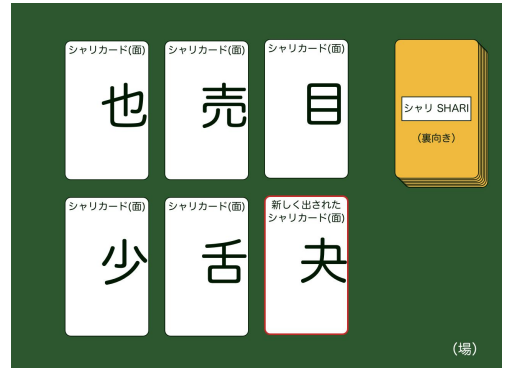 シャリカード(面)
也
シャリカード(面)
売
シャリカード(面)
目
シャリ SHARI
（裏向き）
シャリカード(面)
少
シャリカード(面)
舌
新しく出された
シャリカード(面)
夬
（場）